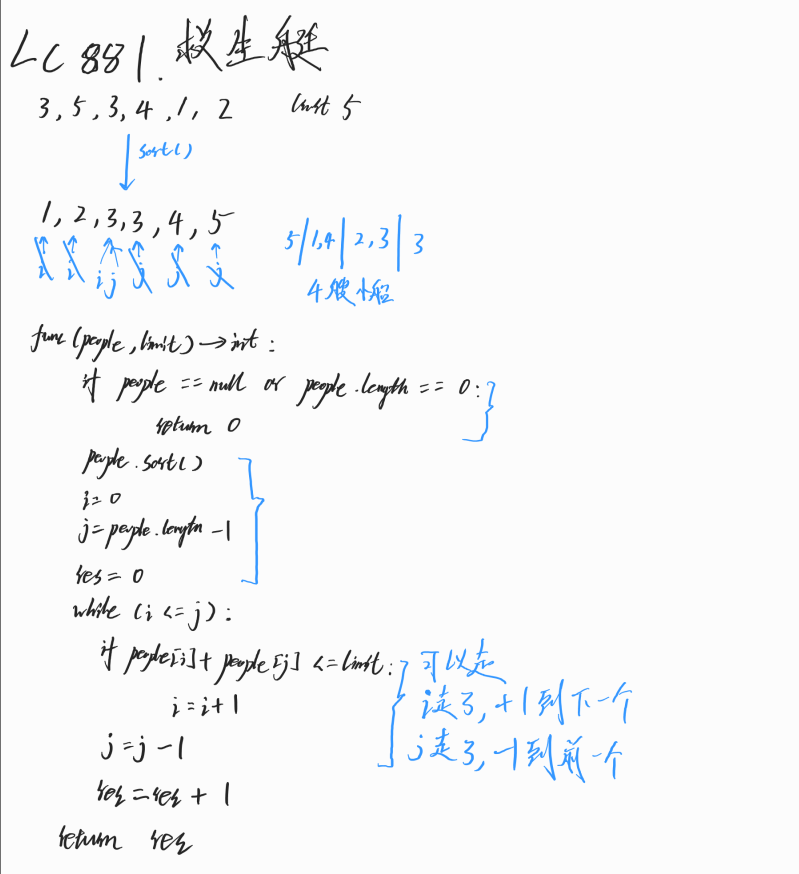 LC 881. 救生艇
3, 5, 3, 4, 1, 2 limit 5
sort()
1, 2, 3, 3, 4, 5
i i i j j j j
5 | 1,4 | 2, 3 | 3
4艘小船
func (people, limit) → int :
if people == null or people.length == 0 :
return 0
people.sort()
i = 0
j = people.length - 1
res = 0
while (i <= j) :
if people[i] + people[j] <= limit :
可以走
i = i + 1
i走了, +1到下一个
j = j - 1
j走了, -1到前一个
res = res + 1
return res